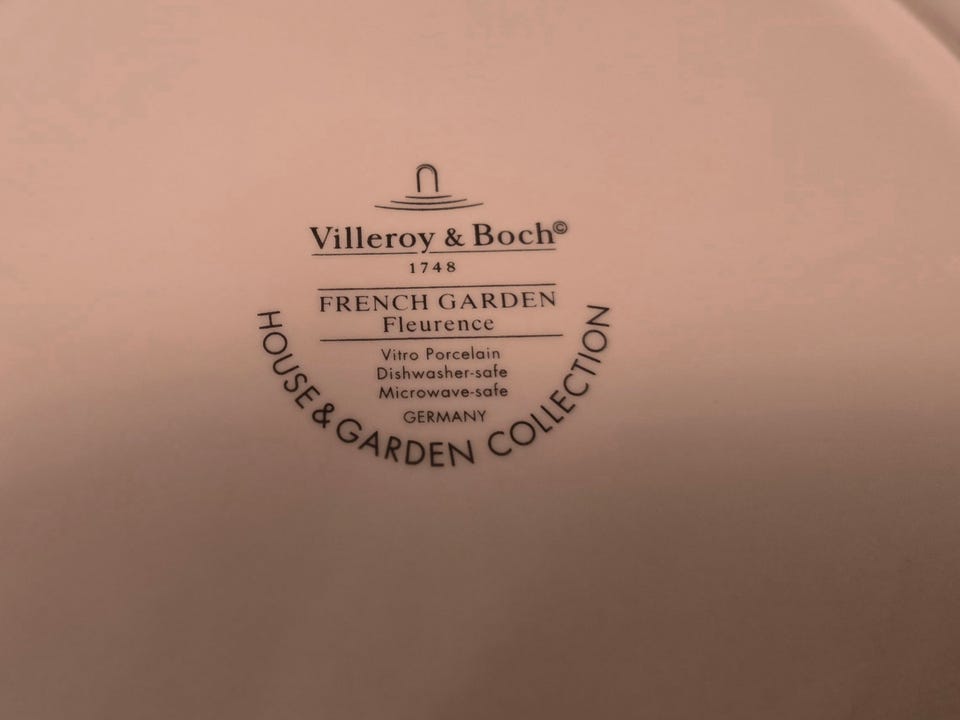 Villeroy & Boch©
1748
FRENCH GARDEN
Fleurence
Vitro Porcelain
Dishwasher-safe
Microwave-safe
GERMANY
HOUSE & GARDEN COLLECTION